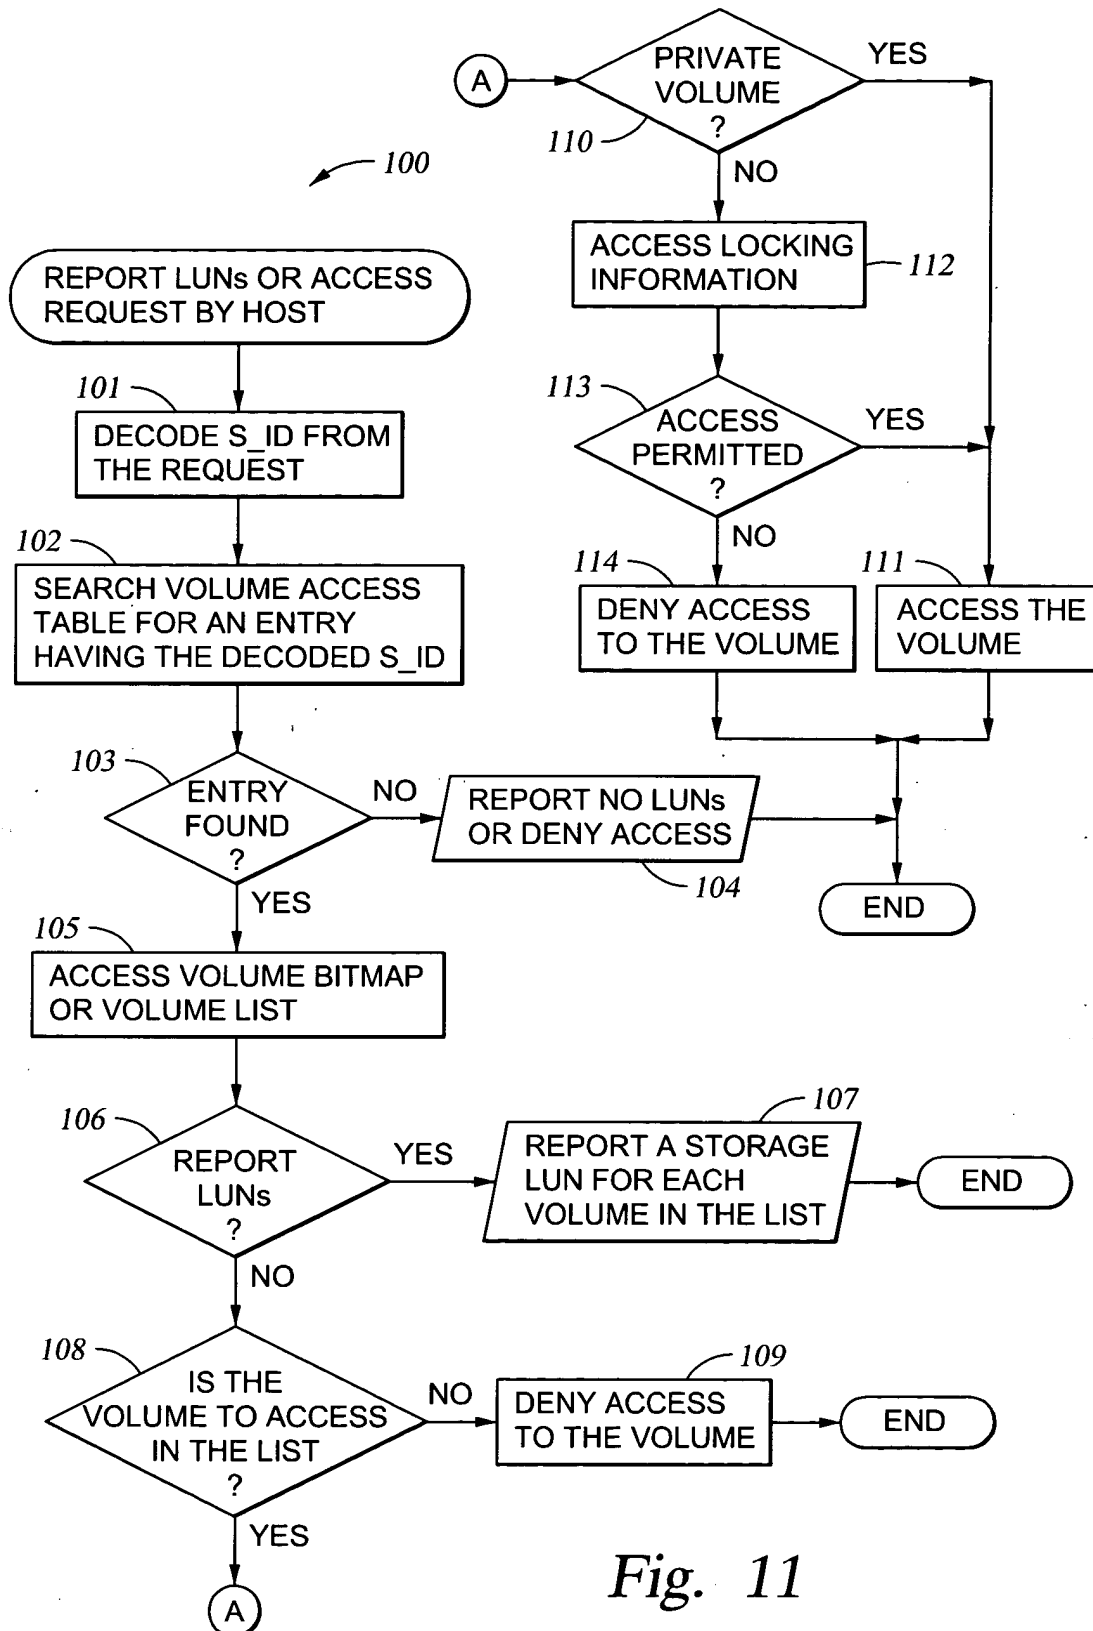 100
REPORT LUNs OR ACCESS
REQUEST BY HOST
101
DECODE S_ID FROM
THE REQUEST
102
SEARCH VOLUME ACCESS
TABLE FOR AN ENTRY
HAVING THE DECODED S_ID
103
ENTRY
FOUND
?
NO
REPORT NO LUNs
OR DENY ACCESS
104
YES
105
ACCESS VOLUME BITMAP
OR VOLUME LIST
106
REPORT
LUNs
?
YES
107
REPORT A STORAGE
LUN FOR EACH
VOLUME IN THE LIST
END
NO
108
IS THE
VOLUME TO ACCESS
IN THE LIST
?
NO
109
DENY ACCESS
TO THE VOLUME
END
YES
A
A
PRIVATE
VOLUME
?
110
YES
NO
ACCESS LOCKING
INFORMATION
112
113
ACCESS
PERMITTED
?
YES
NO
114
DENY ACCESS
TO THE VOLUME
111
ACCESS THE
VOLUME
END
Fig. 11